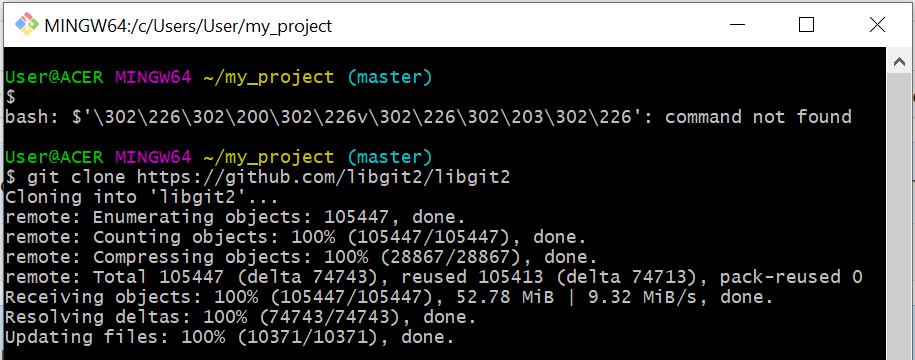 MINGW64:/c/Users/User/my_project
User@ACER MINGW64 ~/my_project (master)
$
bash: $'\302\226\302\200\302\226v\302\226\302\203\302\226': command not found
User@ACER MINGW64 ~/my_project (master)
$ git clone https://github.com/libgit2/libgit2
Cloning into 'libgit2'...
remote: Enumerating objects: 105447, done.
remote: Counting objects: 100% (105447/105447), done.
remote: Compressing objects: 100% (28867/28867), done.
remote: Total 105447 (delta 74743), reused 105413 (delta 74713), pack-reused 0
Receiving objects: 100% (105447/105447), 52.78 MiB | 9.32 MiB/s, done.
Resolving deltas: 100% (74743/74743), done.
Updating files: 100% (10371/10371), done.